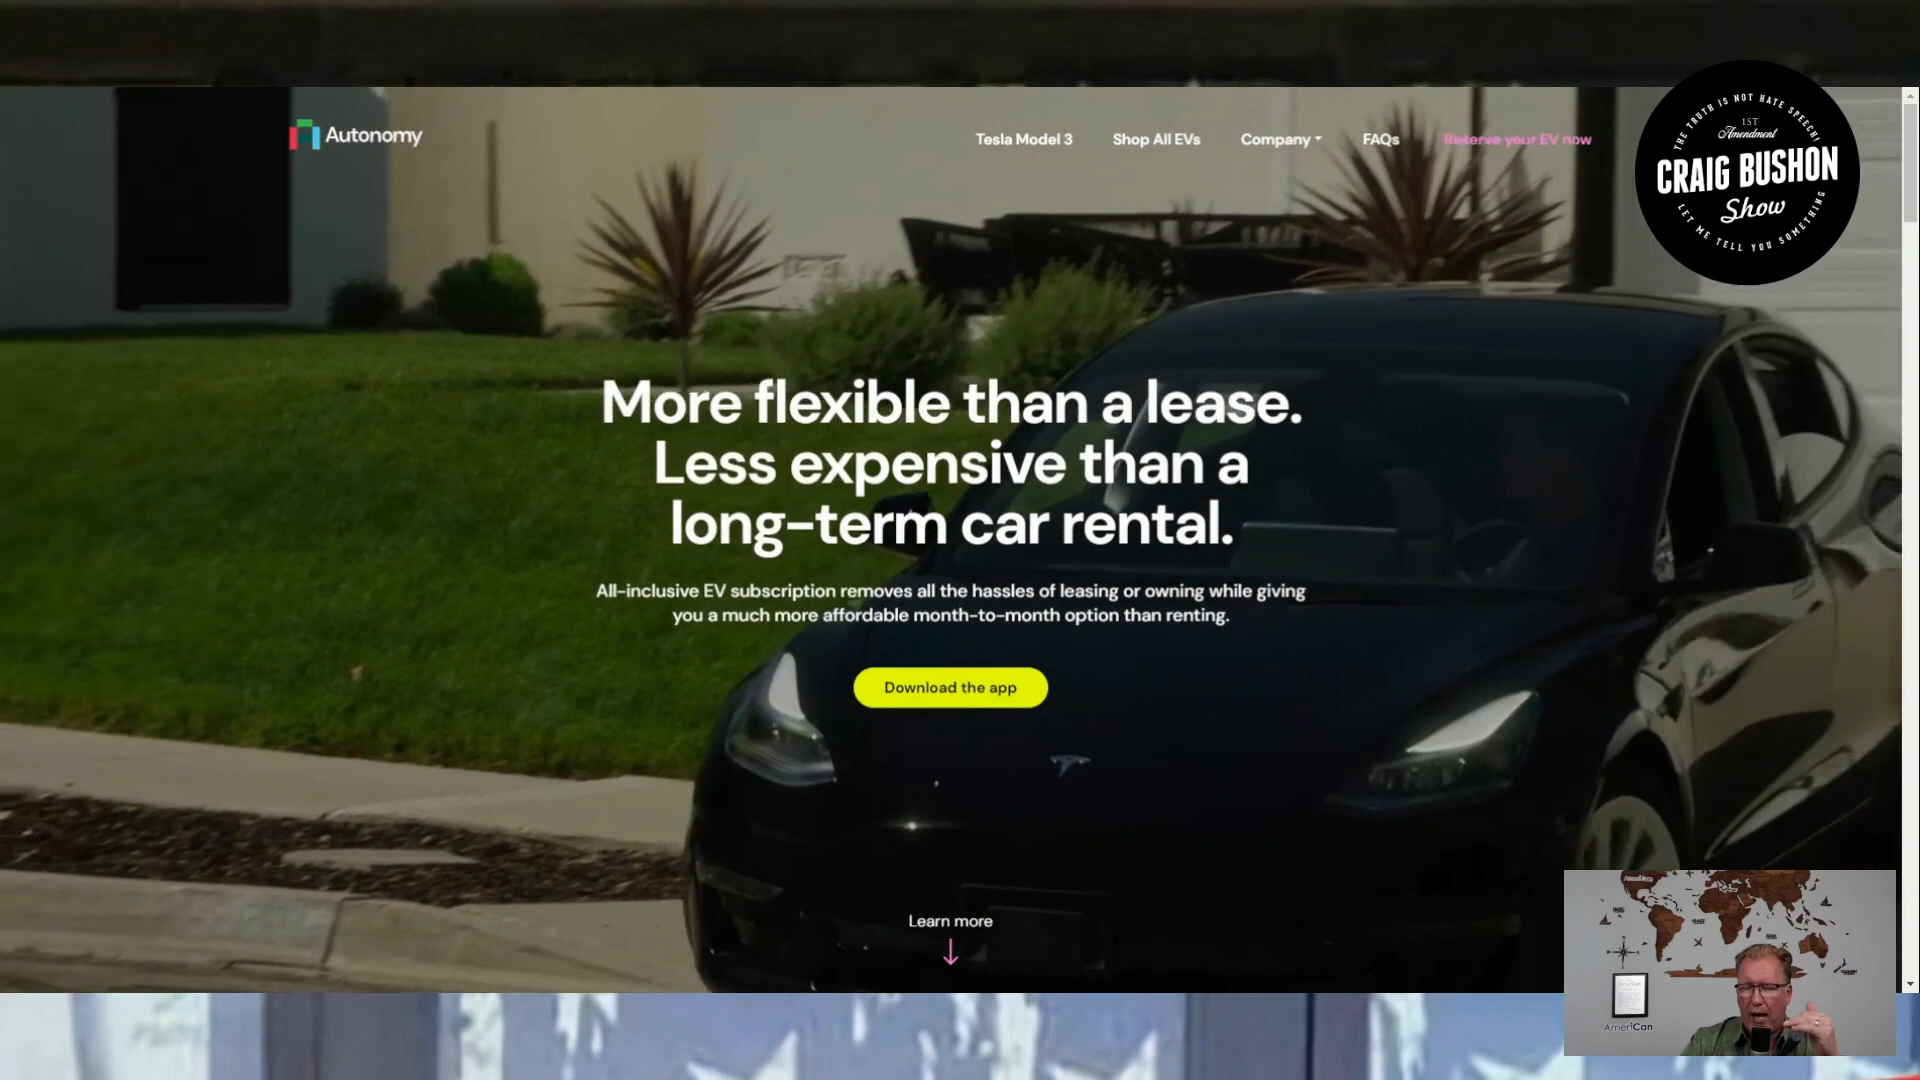 Autonomy
Tesla Model 3
Shop All EVs
Company
FAQs
Reserve your EV now
THE TRUTH IS NOT HATE SPEECH!
1ST
Amendment
CRAIG BUSHON
Show
LET ME TELL YOU SOMETHING
More flexible than a lease.
Less expensive than a
long-term car rental.
All-inclusive EV subscription removes all the hassles of leasing or owning while giving
you a much more affordable month-to-month option than renting.
Download the app
Learn more
AmeriCan